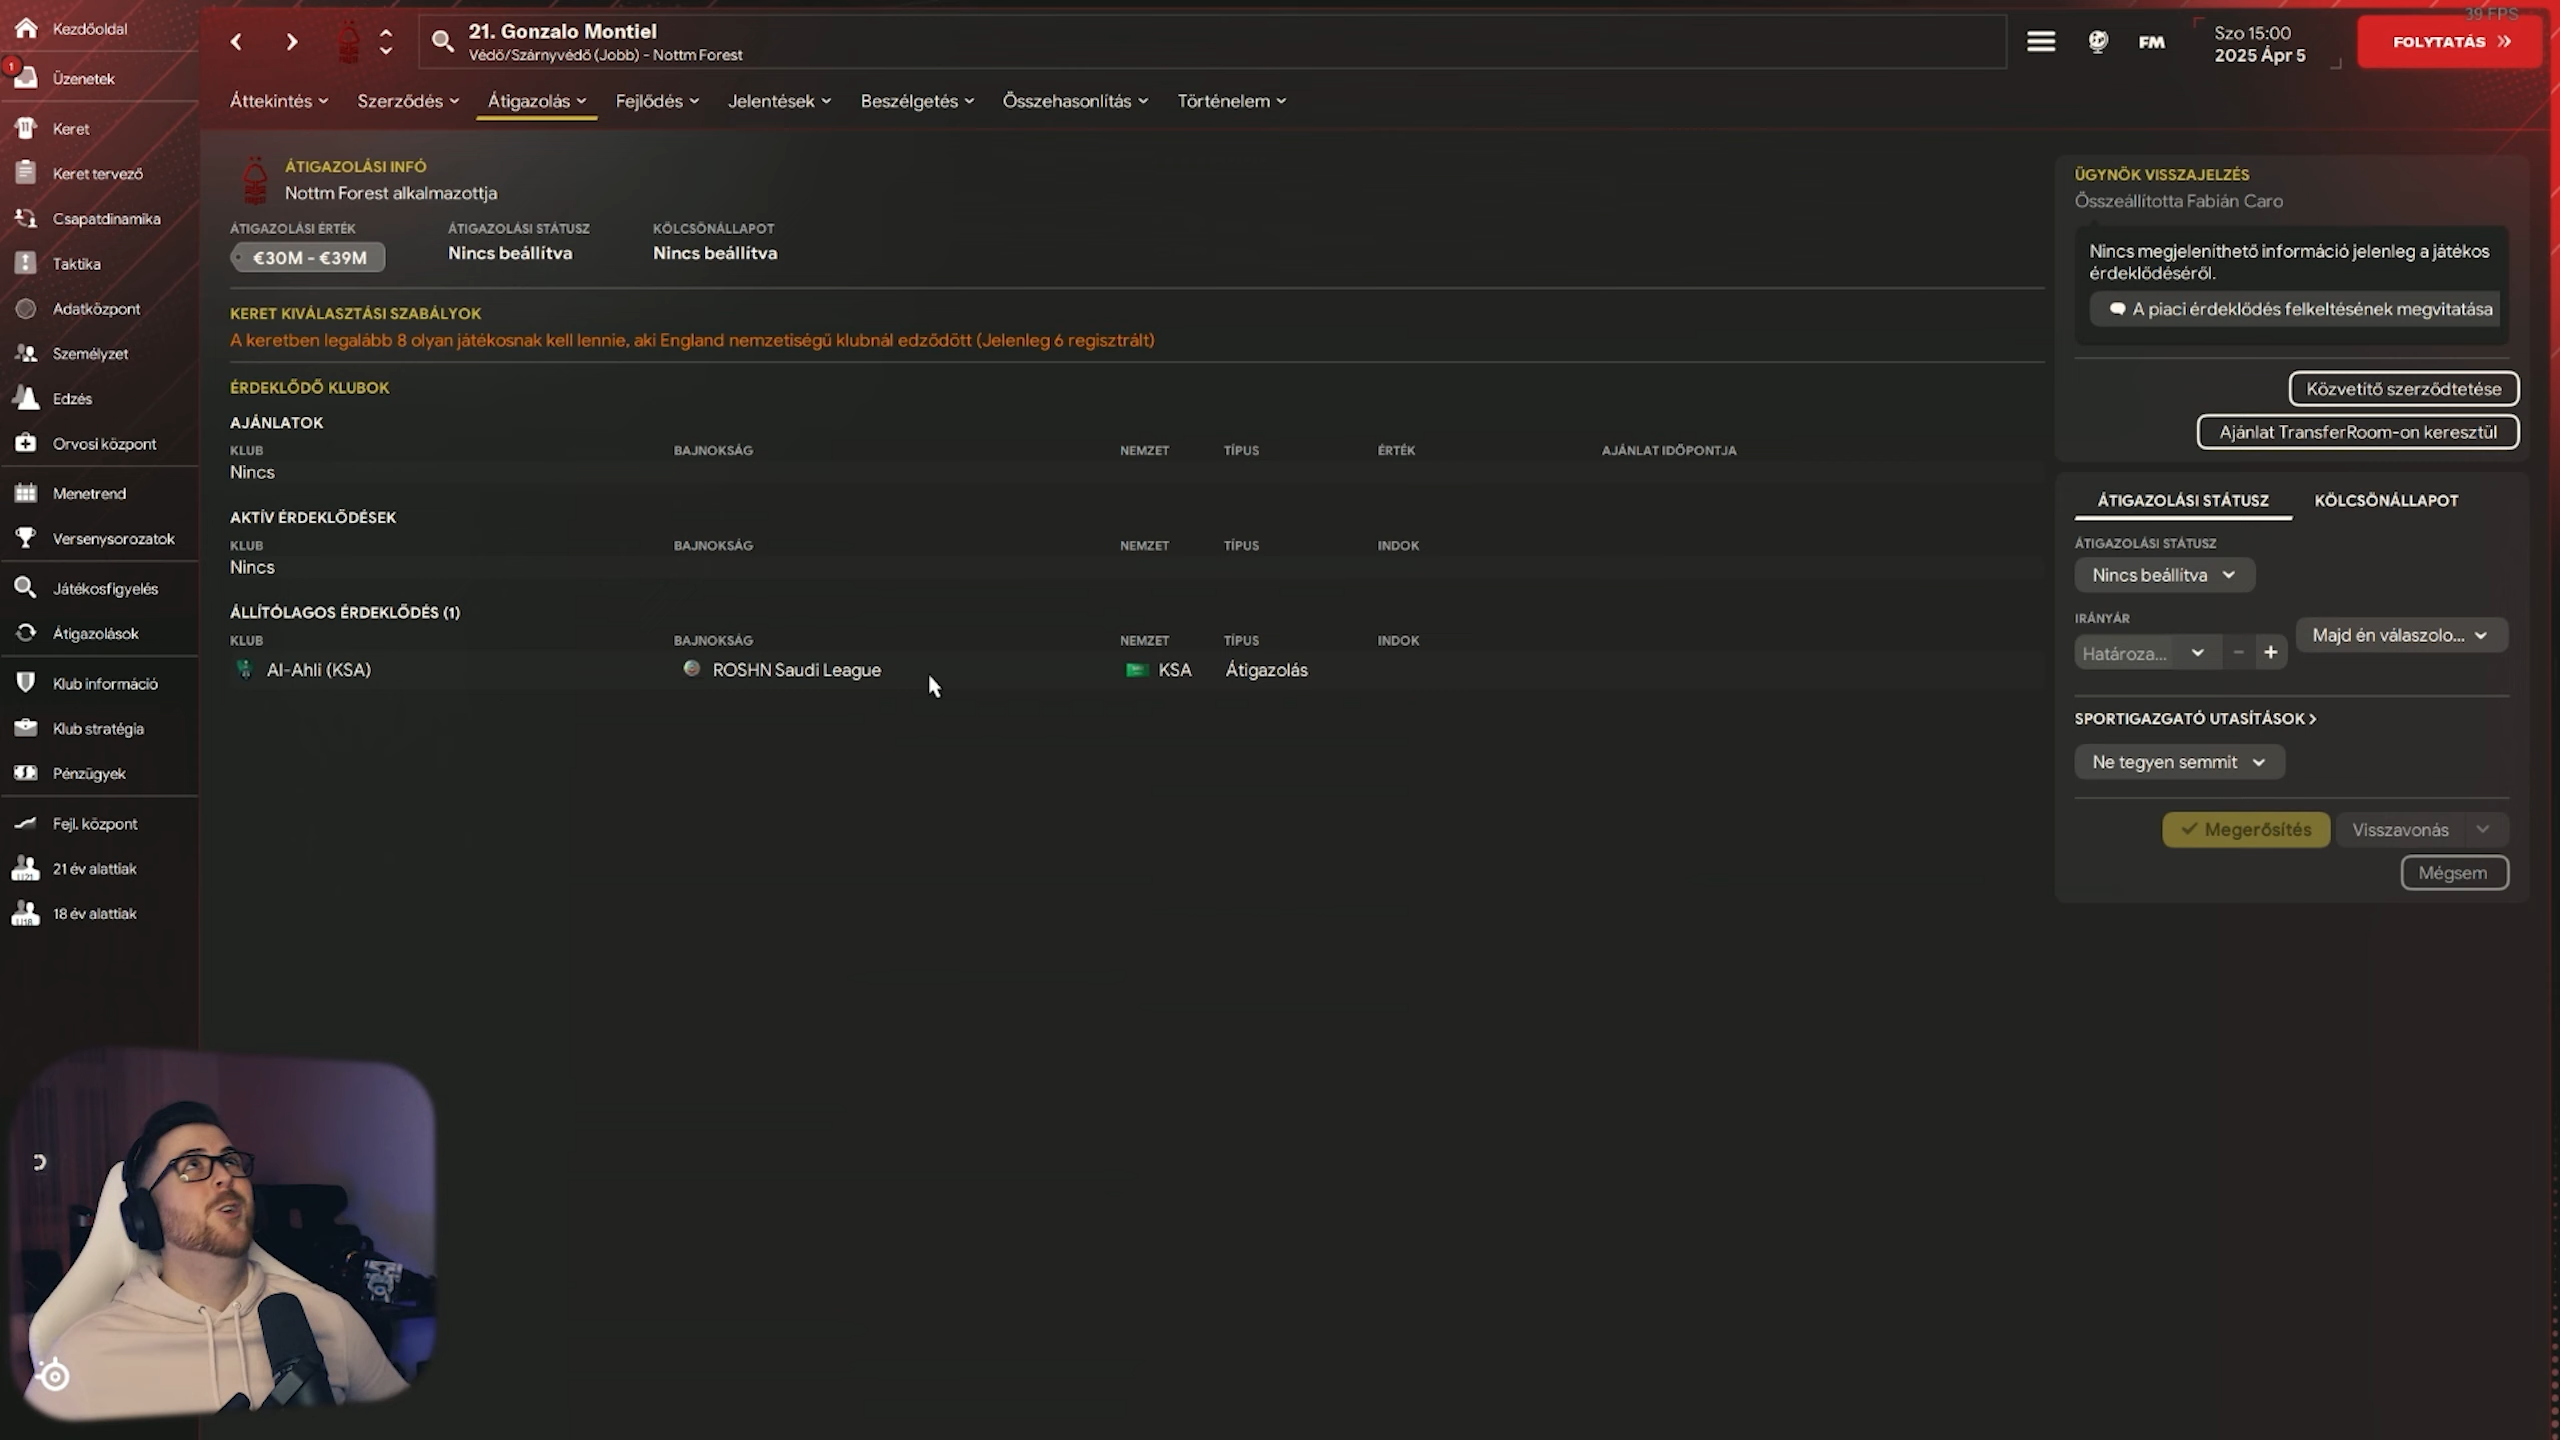 39 FPS
Kezdőoldal
1
Üzenetek
Keret
Keret tervező
Csapatdinamika
Taktika
Adatközpont
Személyzet
Edzés
Orvosi központ
Menetrend
Versenysorozatok
Játékosfigyelés
Átigazolások
Klub információ
Klub stratégia
Pénzügyek
Fejl. központ
21 év alattiak
18 év alattiak
21. Gonzalo Montiel
Védő/Szárnyvédő (Jobb) - Nottm Forest
FM
Szo 15:00
2025 Ápr 5
FOLYTATÁS
Áttekintés
Szerződés
Átigazolás
Fejlődés
Jelentések
Beszélgetés
Összehasonlítás
Történelem
ÁTIGAZOLÁSI INFÓ
Nottm Forest alkalmazottja
ÁTIGAZOLÁSI ÉRTÉK
ÁTIGAZOLÁSI STÁTUSZ
KÖLCSÖNÁLLAPOT
€30M - €39M
Nincs beállítva
Nincs beállítva
KERET KIVÁLASZTÁSI SZABÁLYOK
A keretben legalább 8 olyan játékosnak kell lennie, aki England nemzetiségű klubnál edződött (Jelenleg 6 regisztrált)
ÉRDEKLŐDŐ KLUBOK
AJÁNLATOK
KLUB BAJNOKSÁG NEMZET TÍPUS ÉRTÉK AJÁNLAT IDŐPONTJA
Nincs
AKTÍV ÉRDEKLŐDÉSEK
KLUB BAJNOKSÁG NEMZET TÍPUS INDOK
Nincs
ÁLLÍTÓLAGOS ÉRDEKLŐDÉS (1)
KLUB BAJNOKSÁG NEMZET TÍPUS INDOK
Al-Ahli (KSA) ROSHN Saudi League KSA Átigazolás
ÜGYNÖK VISSZAJELZÉS
Összeállította Fabián Caro
Nincs megjeleníthető információ jelenleg a játékos
érdeklődéséről.
A piaci érdeklődés felkeltésének megvitatása
Közvetítő szerződtetése
Ajánlat TransferRoom-on keresztül
ÁTIGAZOLÁSI STÁTUSZ
KÖLCSÖNÁLLAPOT
ÁTIGAZOLÁSI STÁTUSZ
Nincs beállítva
IRÁNYÁR
Határoza...
- +
Majd én válaszolo...
SPORTIGAZGATÓ UTASÍTÁSOK >
Ne tegyen semmit
Megerősítés
Visszavonás
Mégsem